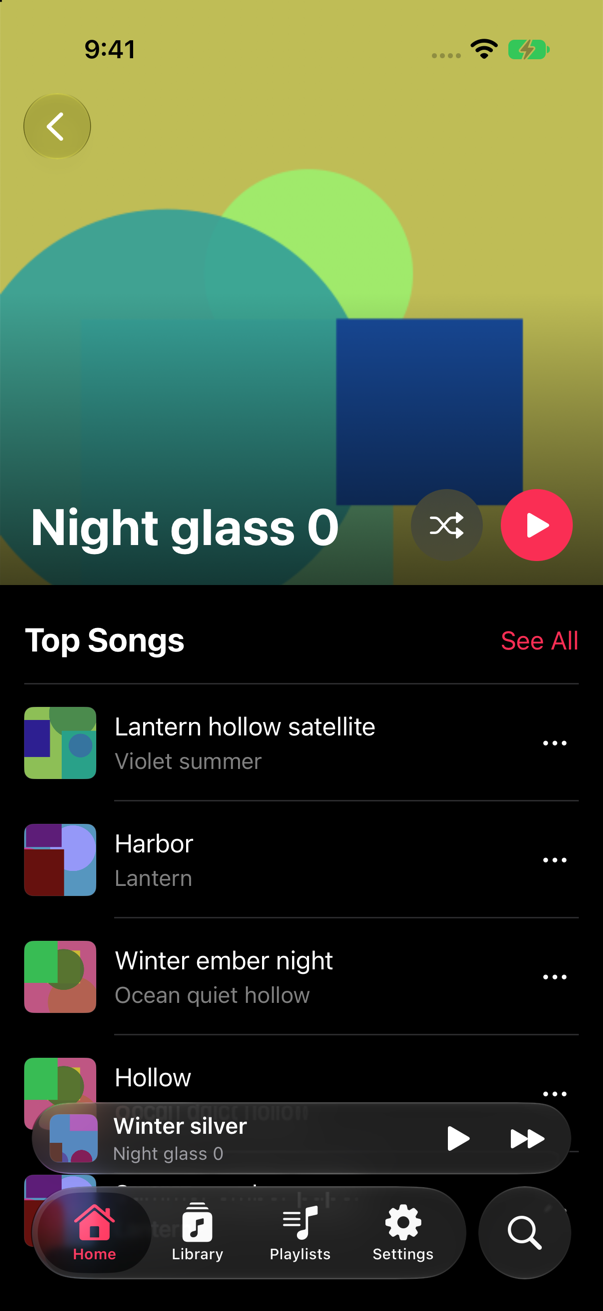 9:41
Night glass 0
Top Songs
See All
Lantern hollow satellite
Violet summer
Harbor
Lantern
Winter ember night
Ocean quiet hollow
Hollow
Winter silver
Night glass 0
Home
Library
Playlists
Settings